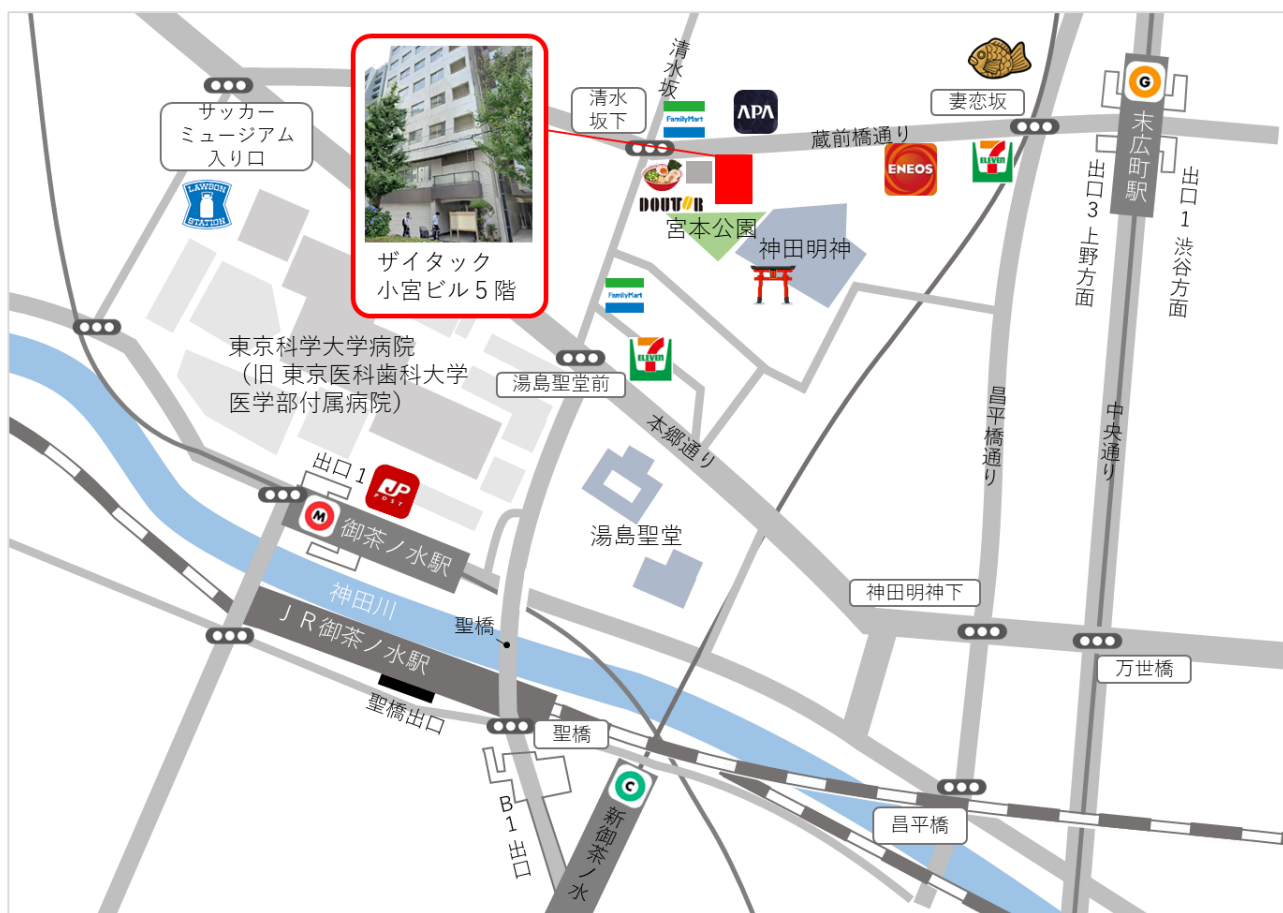 サッカー
ミュージアム
入り口
LAWSON
STATION
ザイタック
小宮ビル５階
清水
坂下
清水坂
FamilyMart
APA
蔵前橋通り
妻恋坂
ENEOS
7
ELEVEN
G
末広町駅
出口３ 上野方面
出口１ 渋谷方面
DOUTOR
宮本公園
神田明神
FamilyMart
7
ELEVEN
東京科学大学病院
（旧 東京医科歯科大学
医学部付属病院）
湯島聖堂前
本郷通り
昌平橋通り
中央通り
出口１
JP
POST
M
御茶ノ水駅
湯島聖堂
神田川
ＪＲ御茶ノ水駅
聖橋
聖橋出口
神田明神下
万世橋
聖橋
B１出口
C
新御茶ノ水
昌平橋